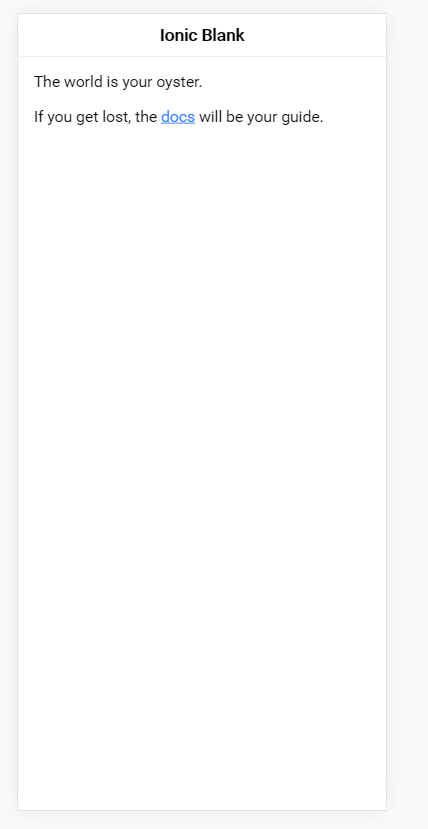 Ionic Blank
The world is your oyster.
If you get lost, the docs will be your guide.